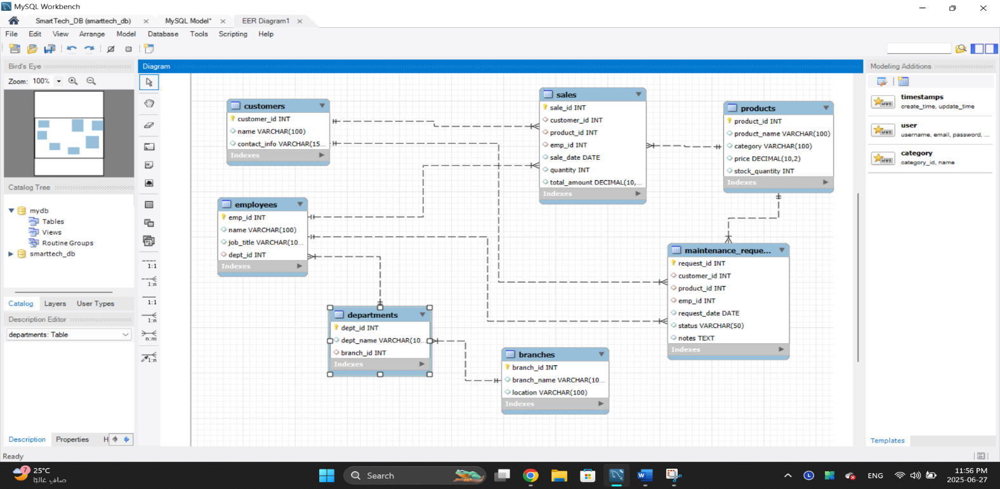 MySQL Workbench
SmartTech_DB (smarttech_db)
MySQL Model*
EER Diagram1
File Edit View Arrange Model Database Tools Scripting Help
Bird's Eye
Zoom: 100%
Catalog Tree
mydb
Tables
Views
Routine Groups
smarttech_db
Catalog Layers User Types
Description Editor
departments: Table
Description Properties H
Ready
1:1
1:n
1:1
1:n
n:m
1:n
Diagram
customers
customer_id INT
name VARCHAR(100)
contact_info VARCHAR(15...
Indexes
employees
emp_id INT
name VARCHAR(100)
job_title VARCHAR(10...
dept_id INT
Indexes
departments
dept_id INT
dept_name VARCHAR(10...
branch_id INT
Indexes
sales
sale_id INT
customer_id INT
product_id INT
emp_id INT
sale_date DATE
quantity INT
total_amount DECIMAL(10,...
Indexes
branches
branch_id INT
branch_name VARCHAR(10...
location VARCHAR(100)
Indexes
products
product_id INT
product_name VARCHAR(100)
category VARCHAR(100)
price DECIMAL(10,2)
stock_quantity INT
Indexes
maintenance_reque...
request_id INT
customer_id INT
product_id INT
emp_id INT
request_date DATE
status VARCHAR(50)
notes TEXT
Indexes
Modeling Additions
MWB
timestamps
create_time, update_time
MWB
user
username, email, password, ...
MWB
category
category_id, name
Templates
7
25°C
صافٍ غالبًا
Search
ENG
11:56 PM
2025-06-27